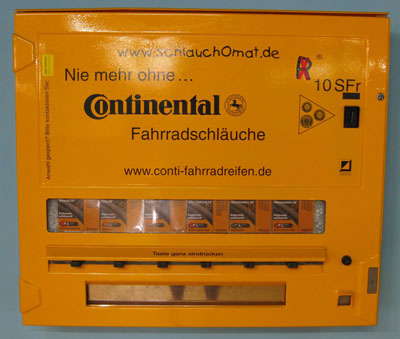 www.schlauchOmat.de
Nie mehr ohne...
R
10 SFr
Continental
Fahrradschläuche
www.conti-fahrradreifen.de
Taste ganz eindrücken.